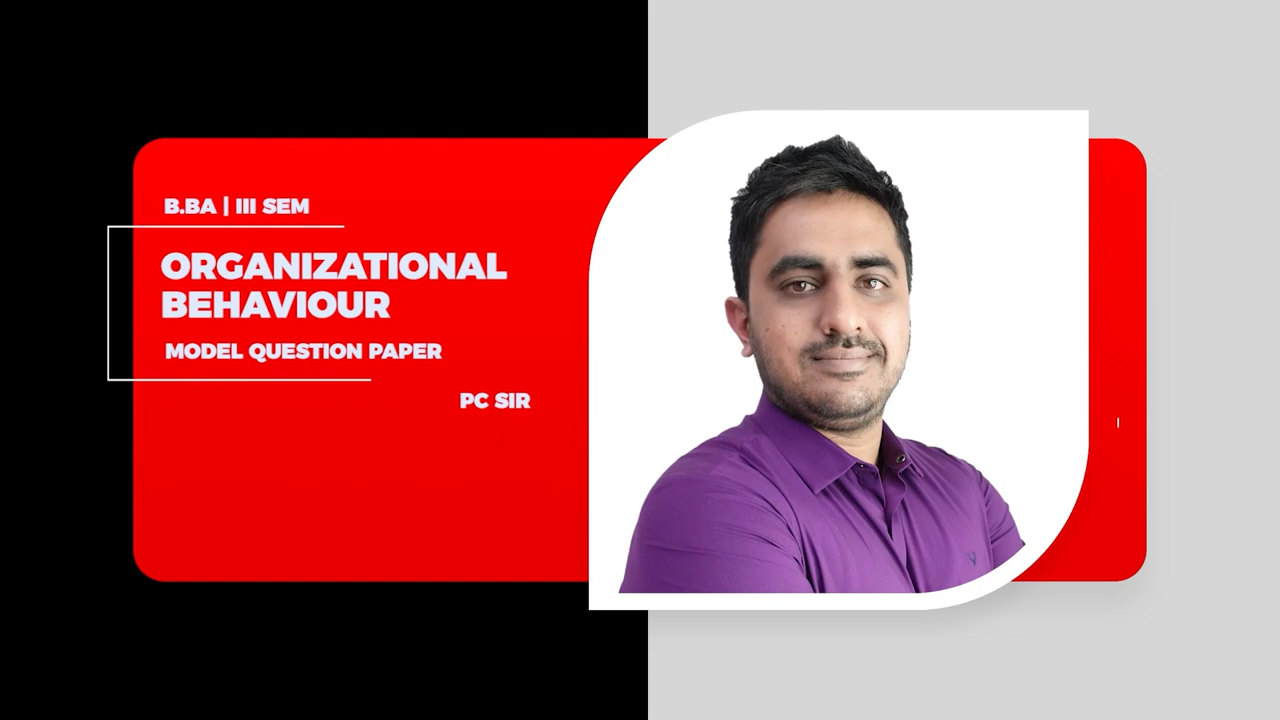 B.BA | III SEM
ORGANIZATIONAL
BEHAVIOUR
MODEL QUESTION PAPER
PC SIR